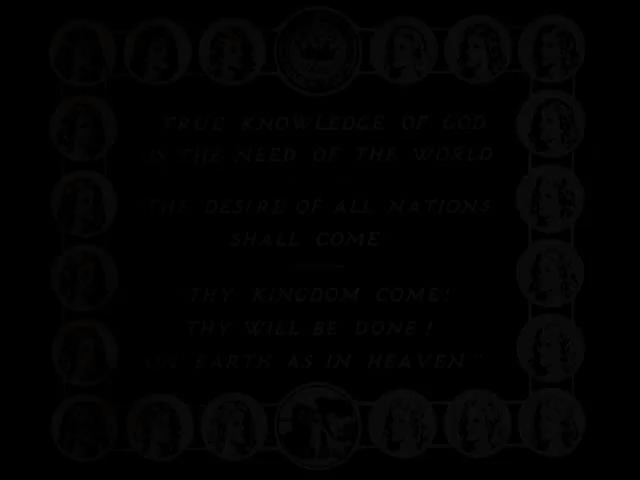 TRUE KNOWLEDGE OF GOD
IS THE NEED OF THE WORLD
THE DESIRE OF ALL NATIONS
SHALL COME
"THY KINGDOM COME!
THY WILL BE DONE!
ON EARTH AS IN HEAVEN"